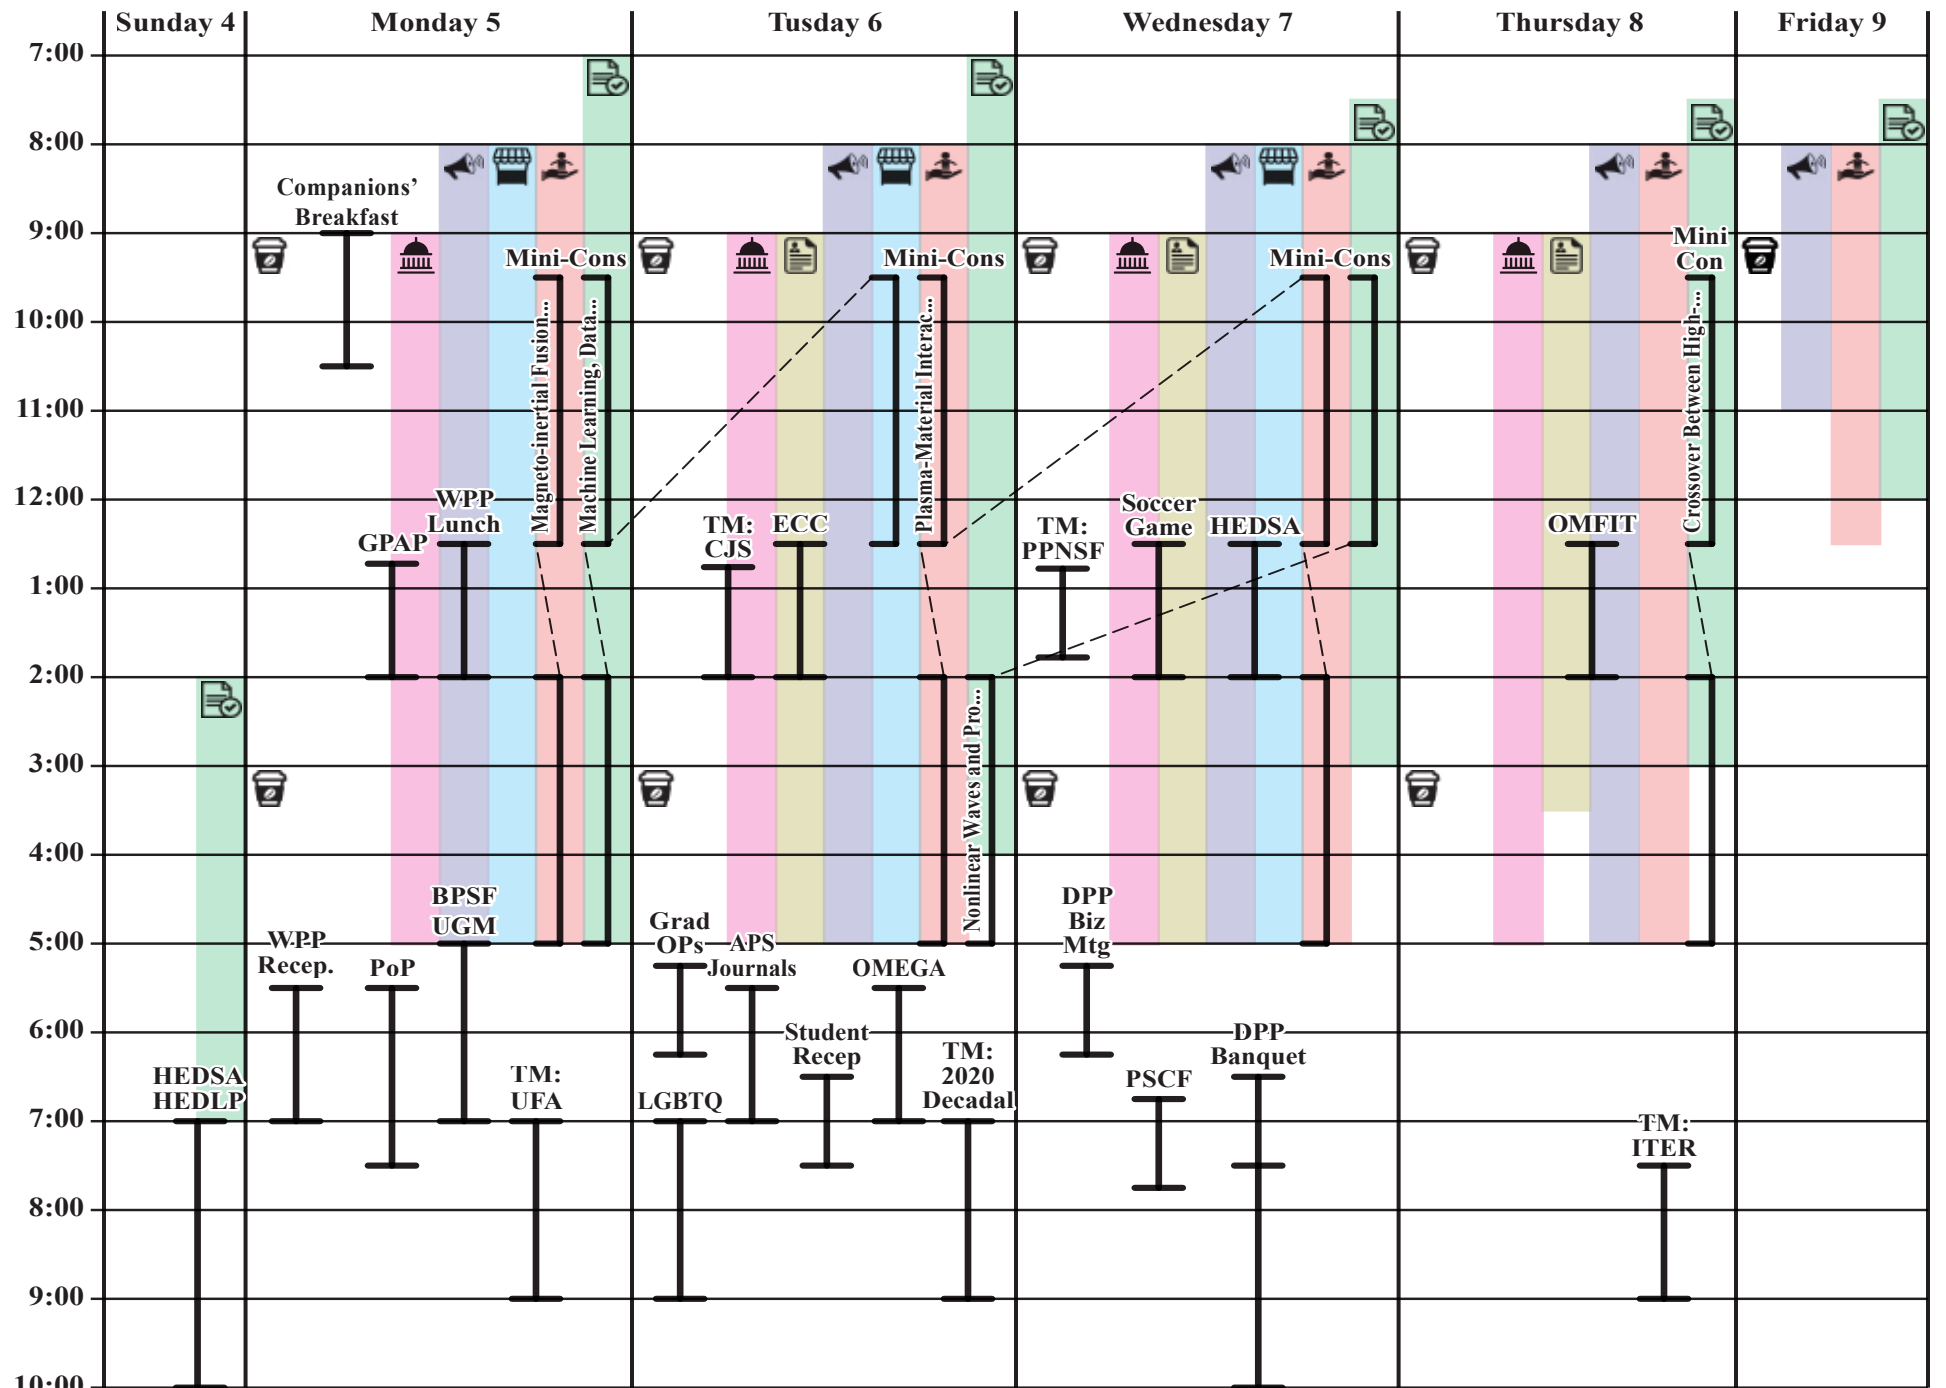 Sunday 4
Monday 5
Tusday 6
Wednesday 7
Thursday 8
Friday 9
7:00
8:00
9:00
10:00
11:00
12:00
1:00
2:00
3:00
4:00
5:00
6:00
7:00
8:00
9:00
10:00
HEDSA
HEDLP
Companions’
Breakfast
Mini-Cons
Magneto-inertial Fusion...
Machine Learning, Data...
WPP
Lunch
GPAP
BPSF
UGM
WPP
Recep.
PoP
TM:
UFA
Mini-Cons
Plasma-Material Interac...
TM:
CJS
ECC
Nonlinear Waves and Pro...
Grad
OPs
APS
Journals
OMEGA
Student
Recep
TM:
2020
Decadal
LGBTQ
Mini-Cons
Soccer
Game
HEDSA
TM:
PPNSF
DPP
Biz
Mtg
DPP
Banquet
PSCF
Mini
Con
Crossover Between High-...
OMFIT
TM:
ITER